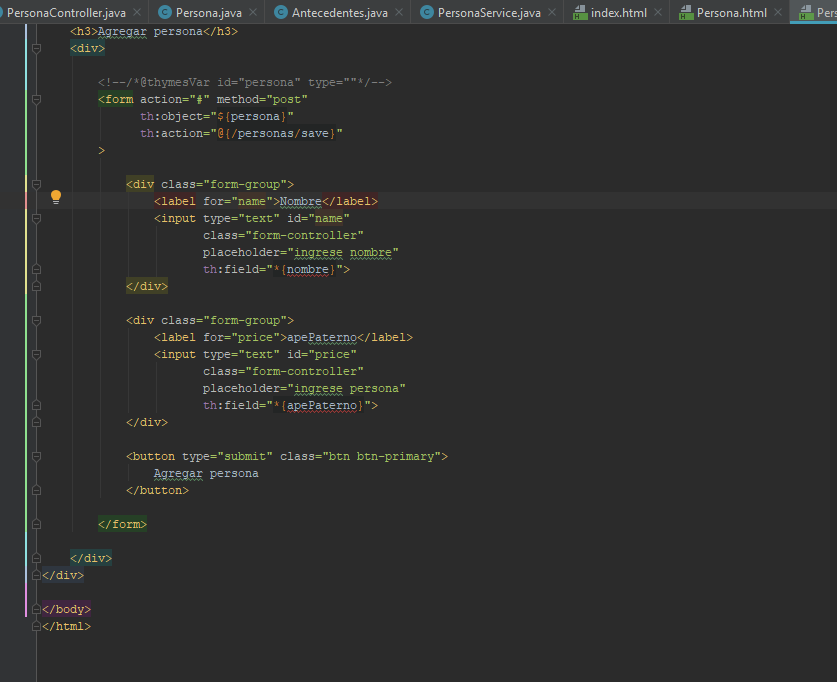 PersonaController.java × Persona.java × Antecedentes.java × PersonaService.java × index.html × Persona.html ×
<h3>Agregar persona</h3>
<div>
<!--/*@thymesVar id="persona" type=""*/-->
<form action="#" method="post"
th:object="${persona}"
th:action="@{/personas/save}"
>
<div class="form-group">
<label for="name">Nombre</label>
<input type="text" id="name"
class="form-controller"
placeholder="ingrese nombre"
th:field="*{nombre}">
</div>
<div class="form-group">
<label for="price">apePaterno</label>
<input type="text" id="price"
class="form-controller"
placeholder="ingrese persona"
th:field="*{apePaterno}">
</div>
<button type="submit" class="btn btn-primary">
Agregar persona
</button>
</form>
</div>
</div>
</body>
</html>